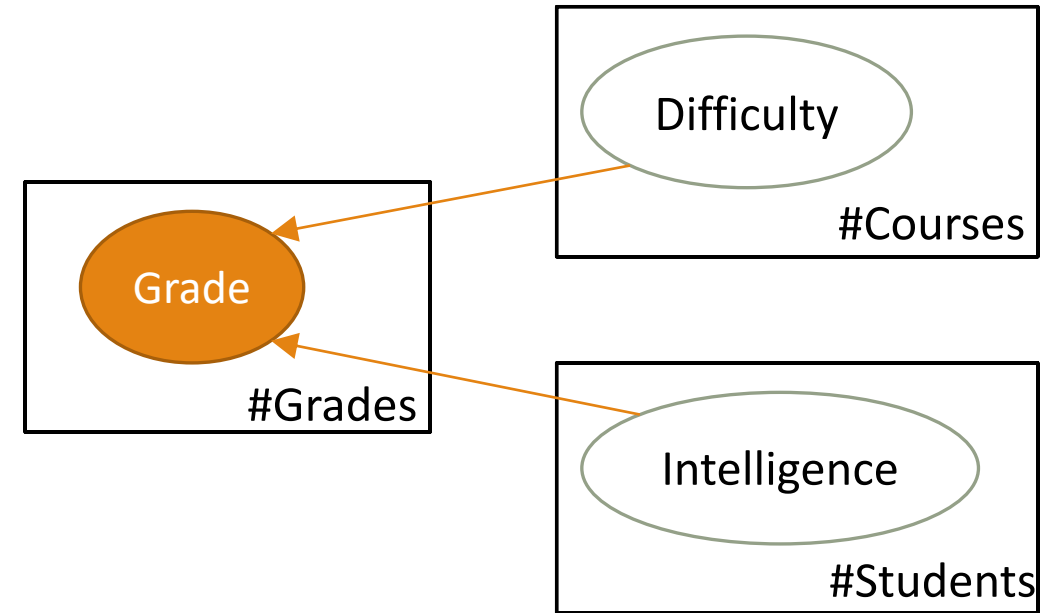 Difficulty
#Courses
Grade
#Grades
Intelligence
#Students